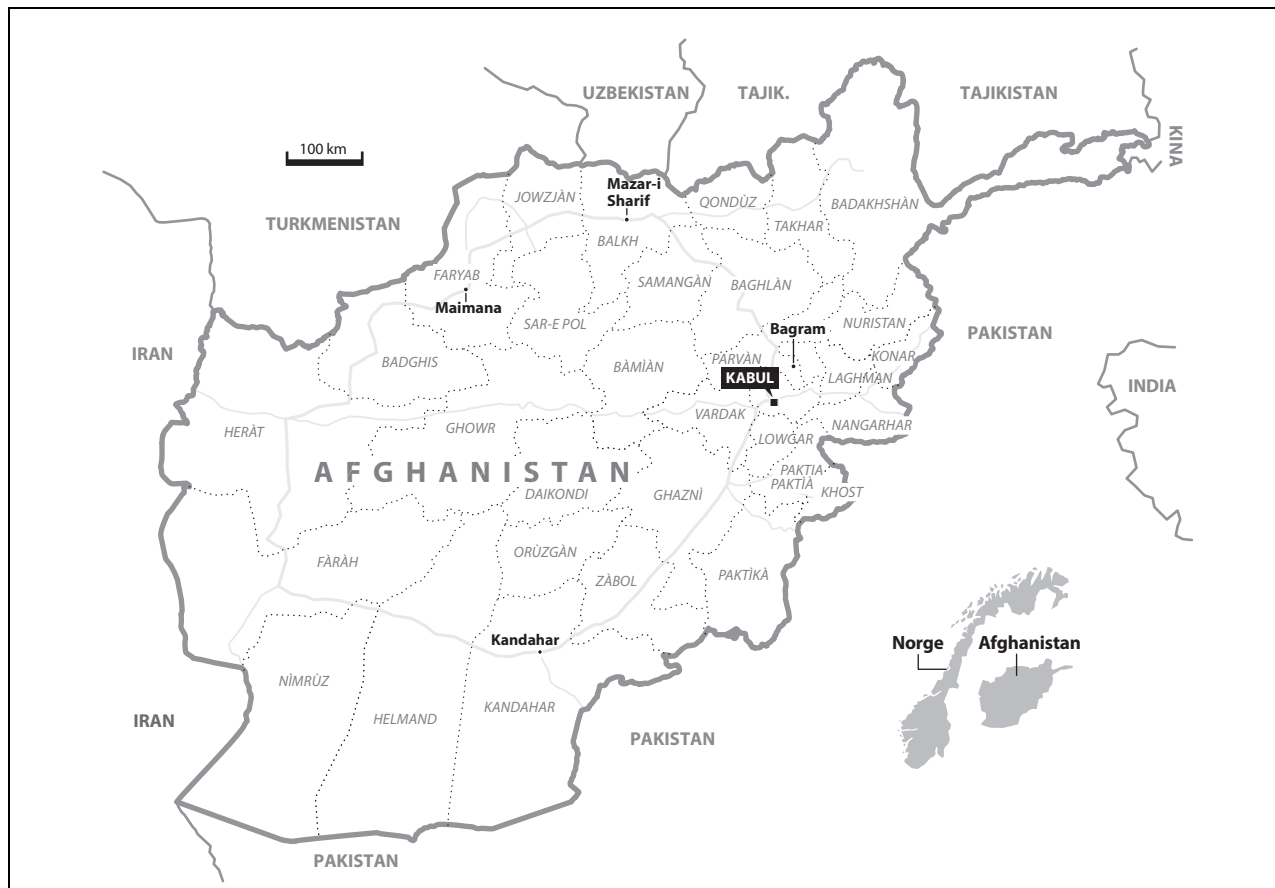 UZBEKISTAN
TAJIK.
TAJIKISTAN
KINA
100 km
Mazar-i
Sharif
JOWZJÀN
QONDÙZ
BADAKHSHÀN
TURKMENISTAN
TAKHAR
BALKH
FARYAB
SAMANGÀN
BAGHLÀN
Maimana
SAR-E POL
NURISTAN
Bagram
PAKISTAN
IRAN
BADGHIS
BÀMÌÀN
PARVÀN
KONAR
KABUL
LAGHMAN
INDIA
VARDAK
HERÀT
GHOWR
LOWGAR
NANGARHAR
AFGHANISTAN
PAKTIA
PAKTÌÀ
DAIKONDI
GHAZNÌ
KHOST
FÀRÀH
ORÙZGÀN
ZÀBOL
PAKTÌKÀ
Kandahar
Norge
Afghanistan
NÌMRÙZ
HELMAND
KANDAHAR
IRAN
PAKISTAN
PAKISTAN